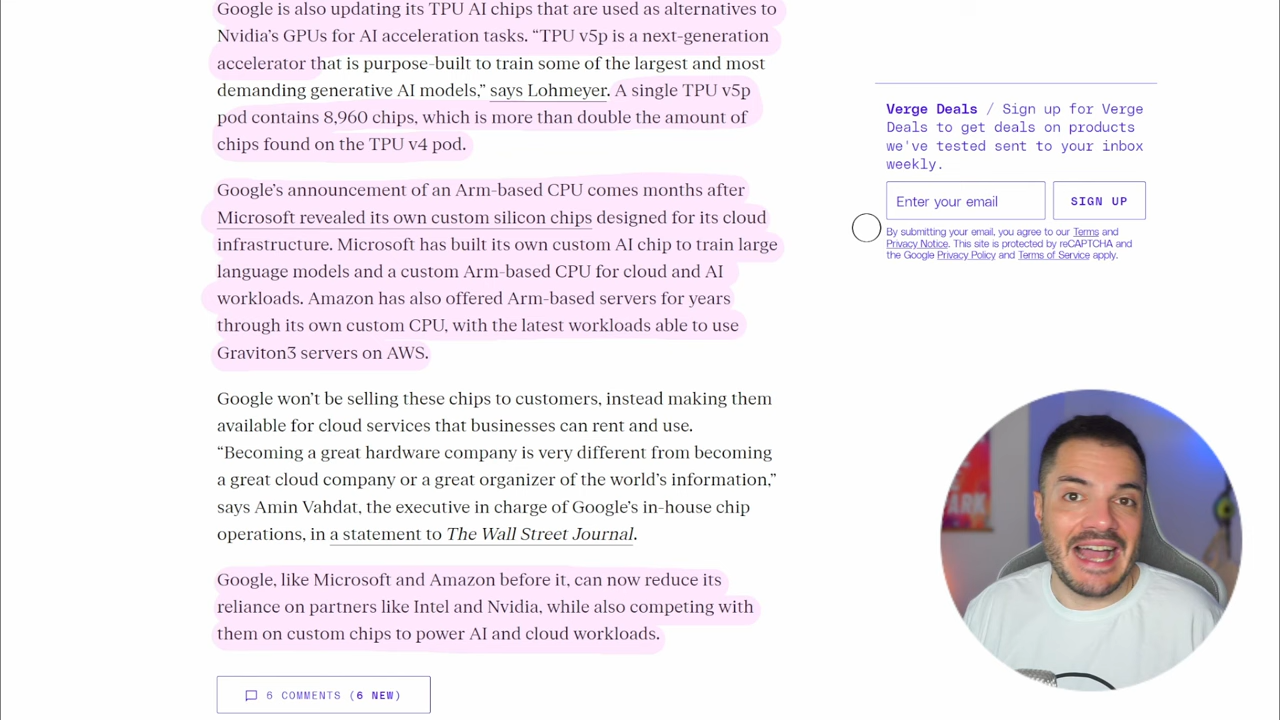 Google is also updating its TPU AI chips that are used as alternatives to
Nvidia’s GPUs for AI acceleration tasks. “TPU v5p is a next-generation
accelerator that is purpose-built to train some of the largest and most
demanding generative AI models,” says Lohmeyer. A single TPU v5p
pod contains 8,960 chips, which is more than double the amount of
chips found on the TPU v4 pod.
Google’s announcement of an Arm-based CPU comes months after
Microsoft revealed its own custom silicon chips designed for its cloud
infrastructure. Microsoft has built its own custom AI chip to train large
language models and a custom Arm-based CPU for cloud and AI
workloads. Amazon has also offered Arm-based servers for years
through its own custom CPU, with the latest workloads able to use
Graviton3 servers on AWS.
Google won’t be selling these chips to customers, instead making them
available for cloud services that businesses can rent and use.
“Becoming a great hardware company is very different from becoming
a great cloud company or a great organizer of the world’s information,”
says Amin Vahdat, the executive in charge of Google’s in-house chip
operations, in a statement to The Wall Street Journal.
Google, like Microsoft and Amazon before it, can now reduce its
reliance on partners like Intel and Nvidia, while also competing with
them on custom chips to power AI and cloud workloads.
6 COMMENTS (6 NEW)
Verge Deals / Sign up for Verge
Deals to get deals on products
we've tested sent to your inbox
weekly.
Enter your email
SIGN UP
By submitting your email, you agree to our Terms and
Privacy Notice. This site is protected by reCAPTCHA and
the Google Privacy Policy and Terms of Service apply.